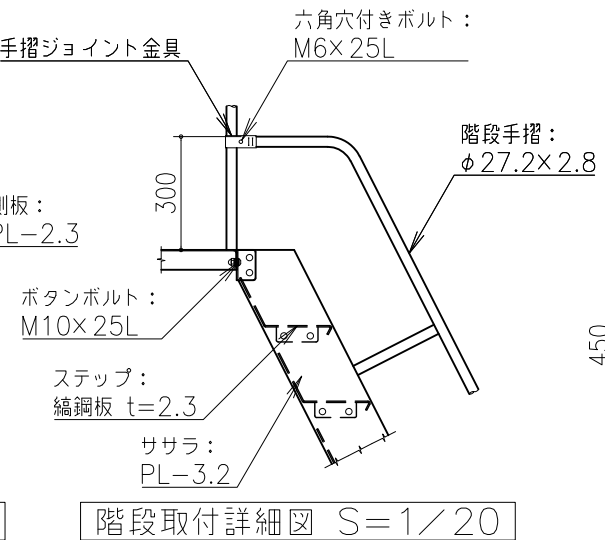 六角穴付きボルト：
M6×25L
手摺ジョイント金具
階段手摺：
φ27.2×2.8
300
側板：
PL-2.3
ボタンボルト：
M10×25L
450
ステップ：
縞鋼板 t=2.3
ササラ：
PL-3.2
階段取付詳細図 S=1/20